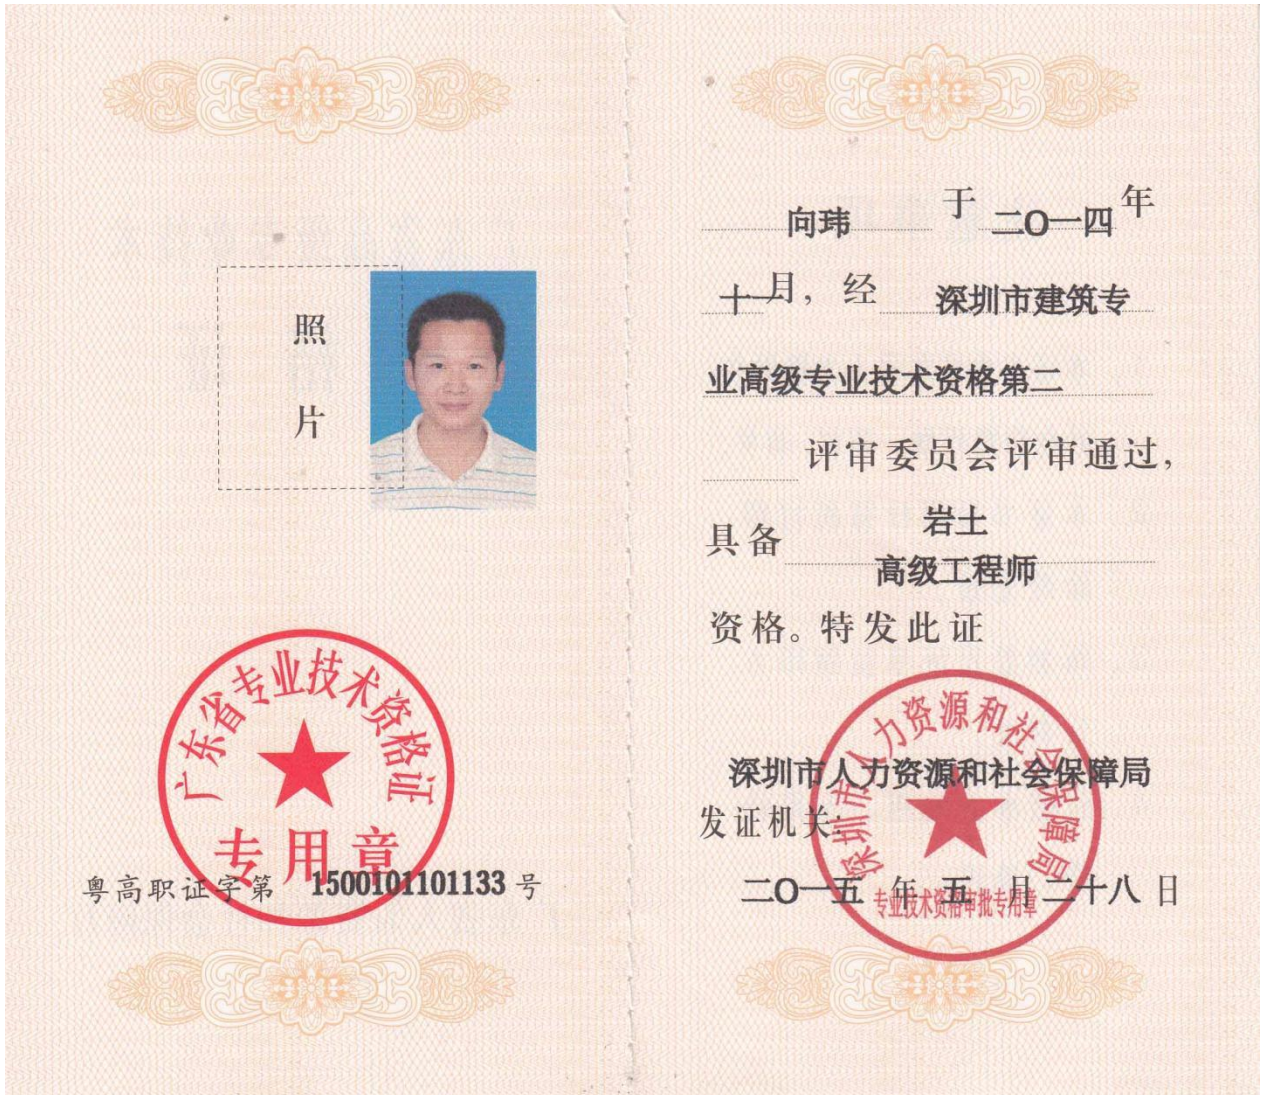 照
片
广东省专业技术资格证
专用章
粤高职证字第 1500101101133 号
向玮 于 二〇一四 年
十一月，经 深圳市建筑专
业高级专业技术资格第二
评审委员会评审通过，
岩土
具备
高级工程师
资格。特发此证
深圳市人力资源和社会保障局
深圳市人力资源和社会保障局
发证机关：
二〇一五 年 五 月 二十八 日
专业技术资格审批专用章